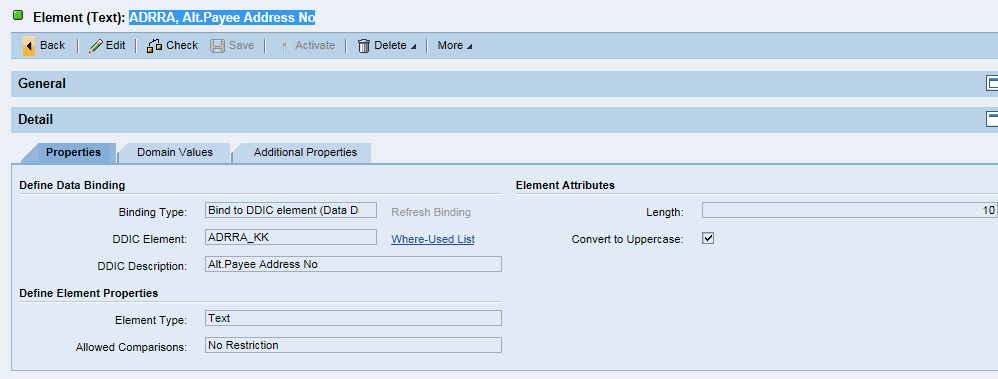 Element (Text): ADRRA, Alt.Payee Address No
Back Edit Check Save Activate Delete More
General
Detail
Properties Domain Values Additional Properties
Define Data Binding
Binding Type: Bind to DDIC element (Data D Refresh Binding
DDIC Element: ADRRA_KK Where-Used List
DDIC Description: Alt.Payee Address No
Define Element Properties
Element Type: Text
Allowed Comparisons: No Restriction
Element Attributes
Length: 10
Convert to Uppercase: